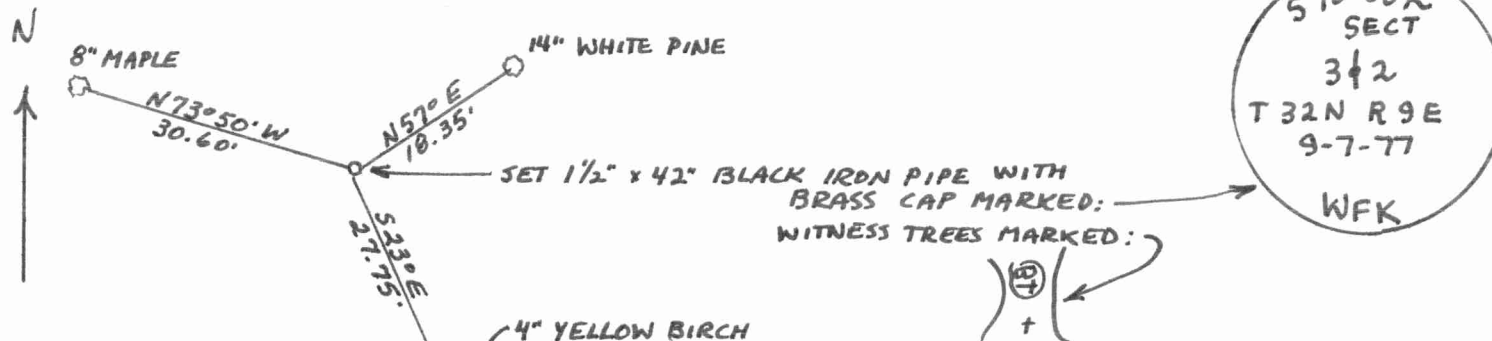 N
8" MAPLE
14" WHITE PINE
N73°50'W
30.60'
N57°E
18.35'
SET 1½" x 42" BLACK IRON PIPE WITH
BRASS CAP MARKED:
WITNESS TREES MARKED:
S23°E
27.75'
4" YELLOW BIRCH
BT
+
SECT
3 & 2
T 32N R 9E
9-7-77
WFK